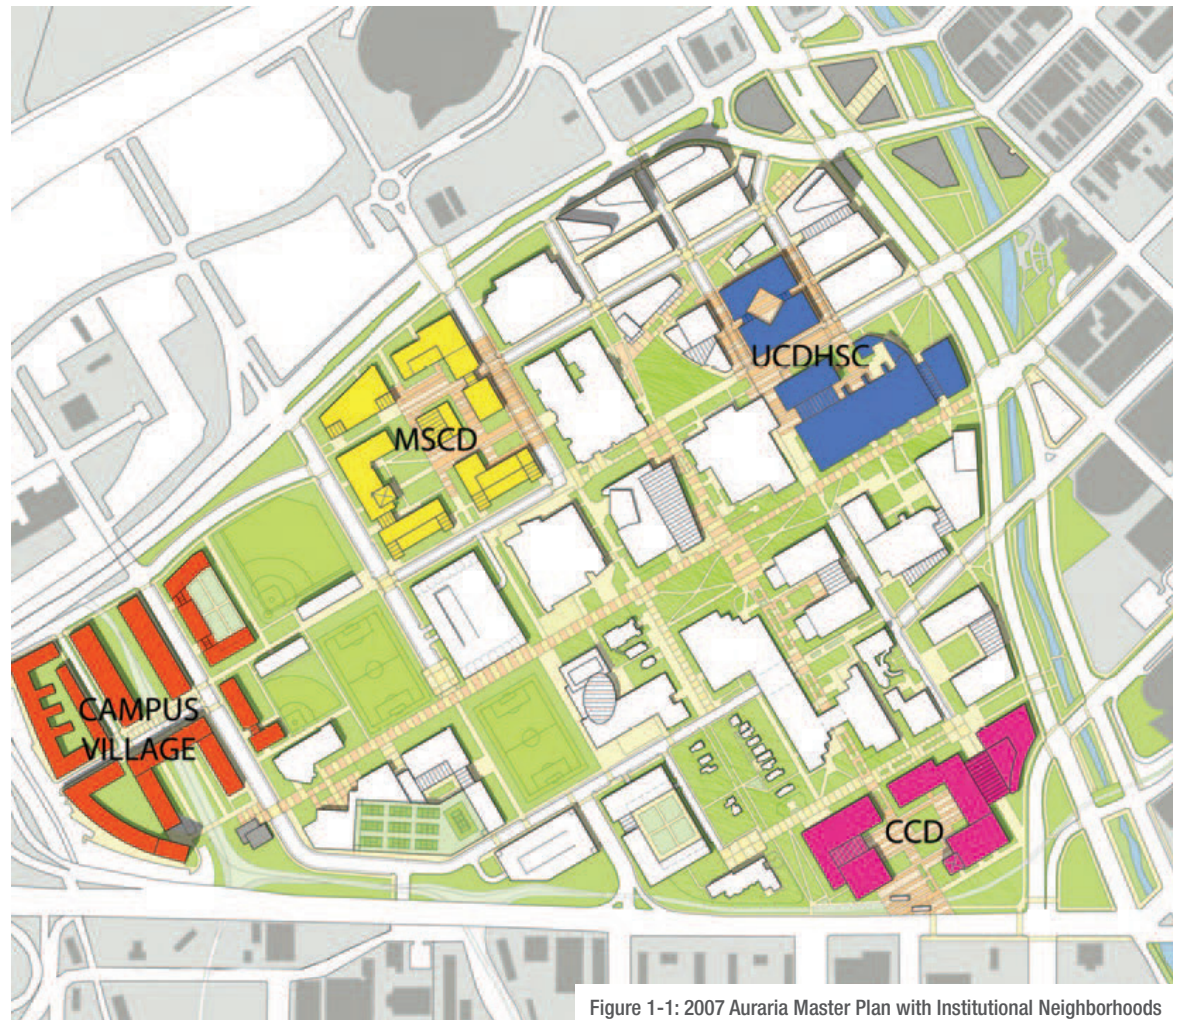 UCDHSC
MSCD
CAMPUS
VILLAGE
CCD
Figure 1-1: 2007 Auraria Master Plan with Institutional Neighborhoods